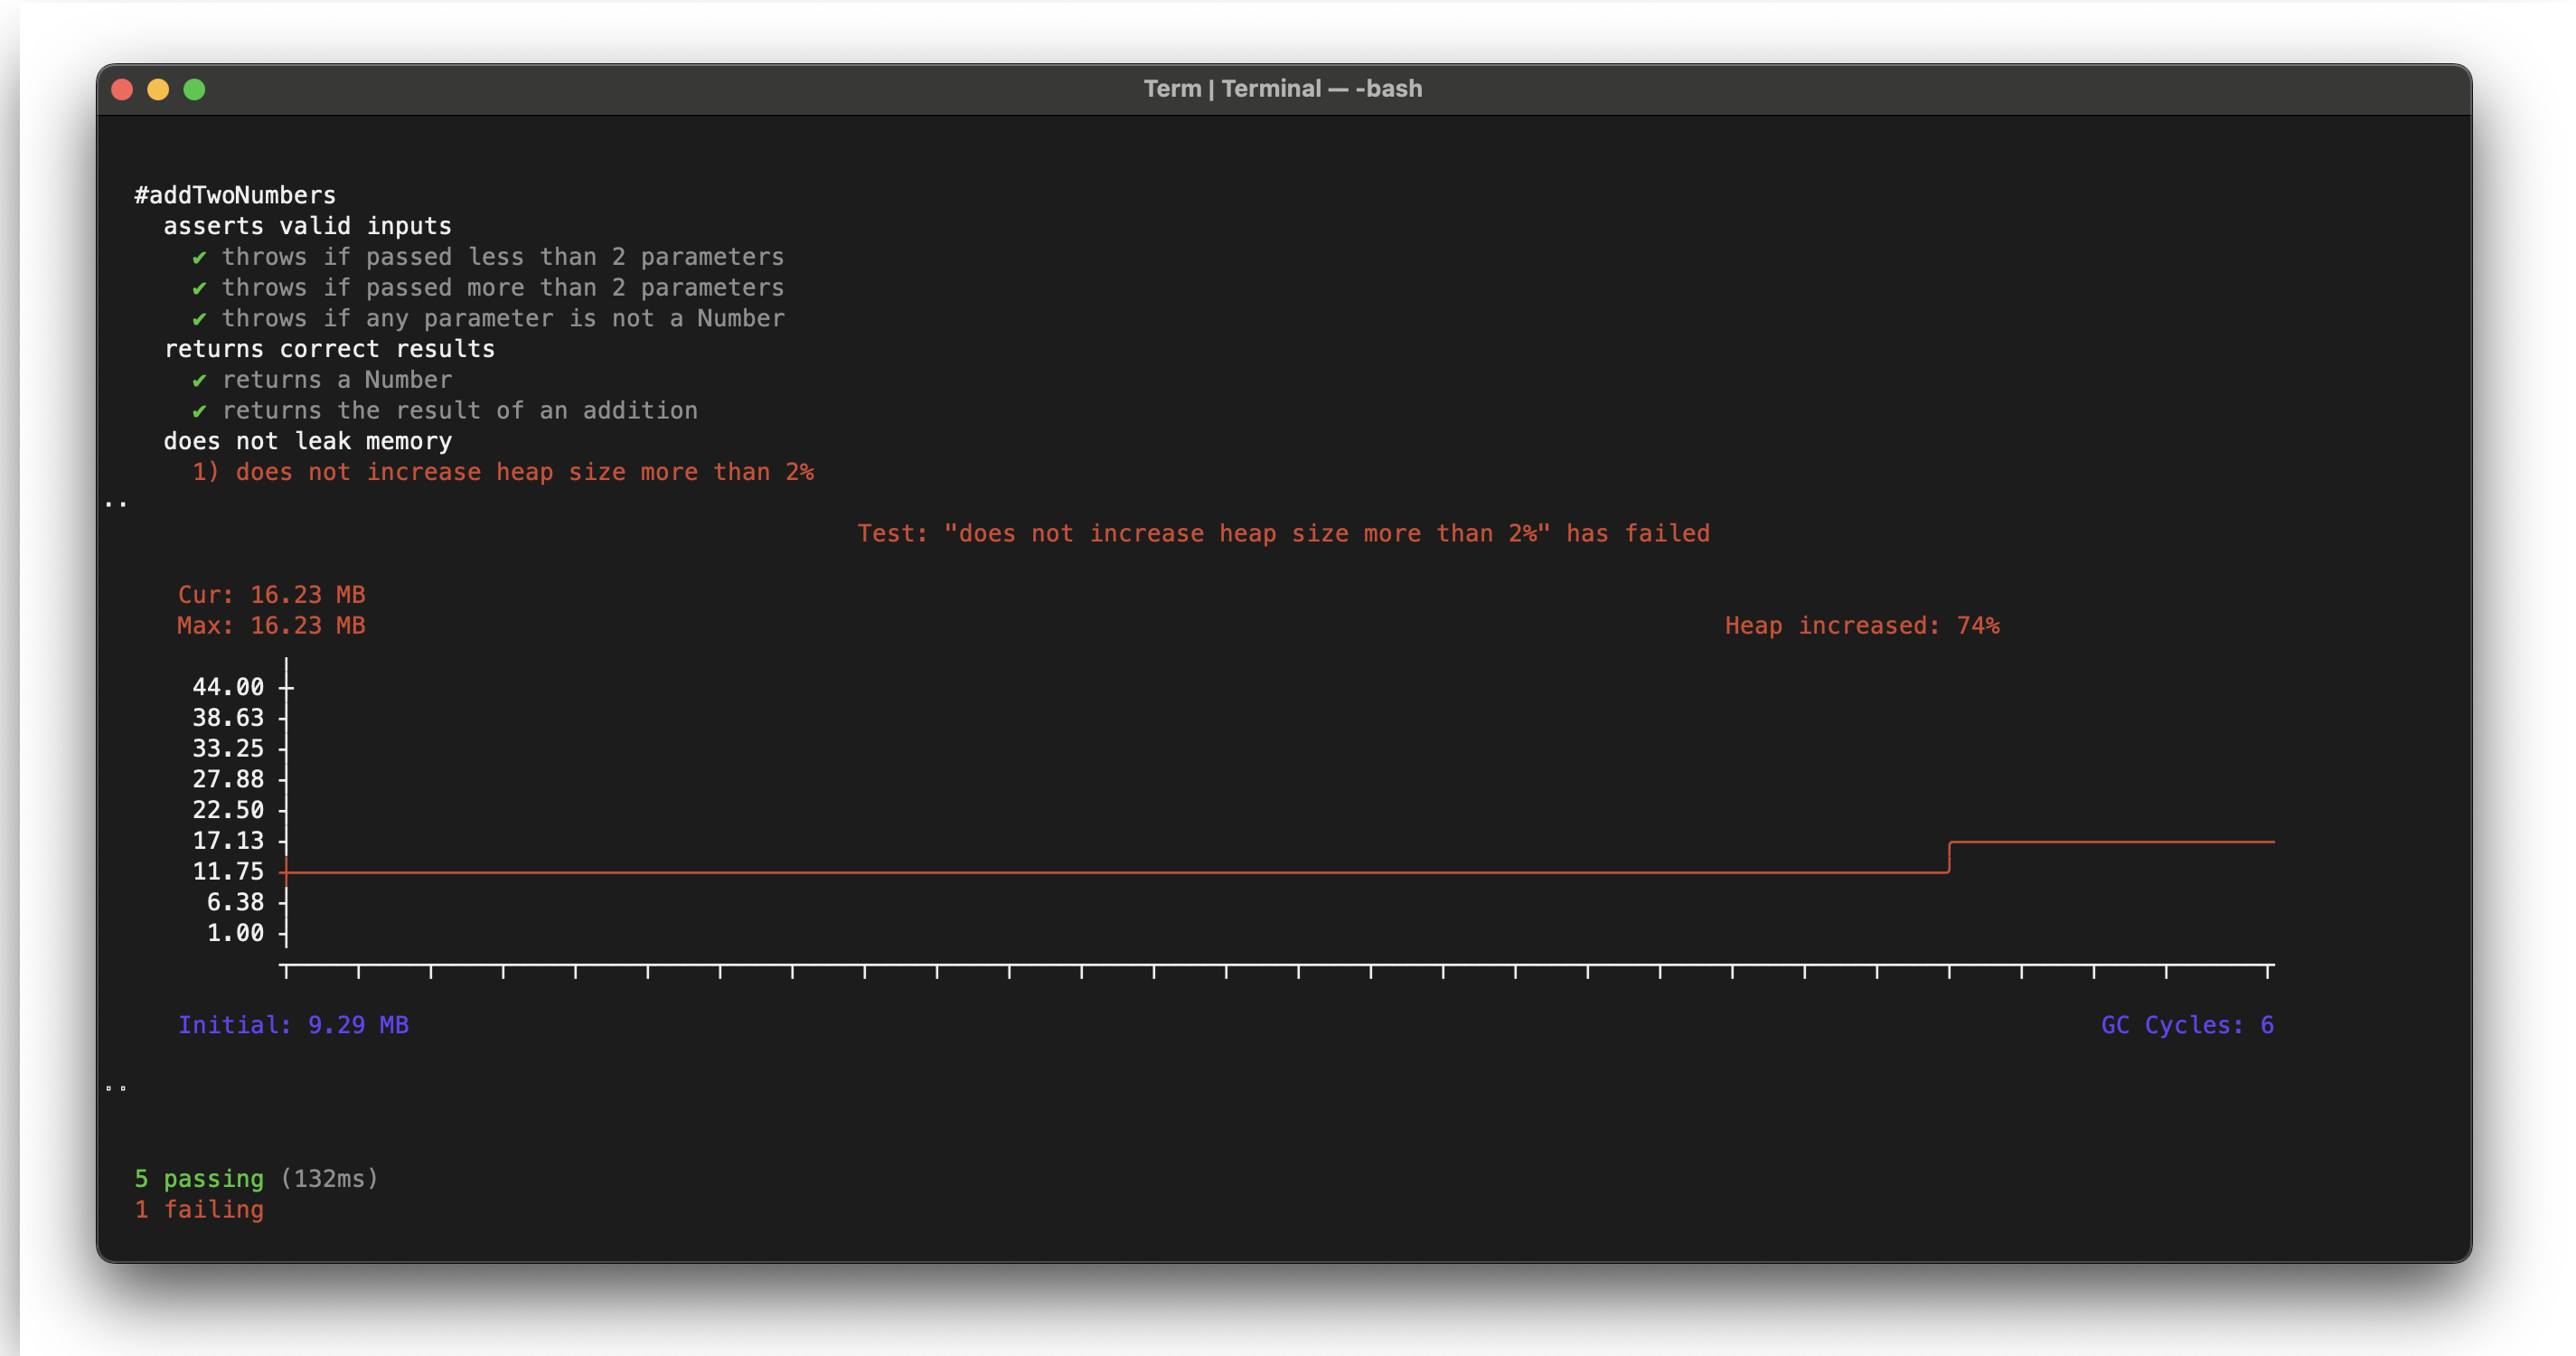 Term | Terminal — -bash
#addTwoNumbers
asserts valid inputs
✔ throws if passed less than 2 parameters
✔ throws if passed more than 2 parameters
✔ throws if any parameter is not a Number
returns correct results
✔ returns a Number
✔ returns the result of an addition
does not leak memory
1) does not increase heap size more than 2%
..
Test: "does not increase heap size more than 2%" has failed
Cur: 16.23 MB
Max: 16.23 MB
Heap increased: 74%
44.00
38.63
33.25
27.88
22.50
17.13
11.75
6.38
1.00
Initial: 9.29 MB
GC Cycles: 6
5 passing (132ms)
1 failing